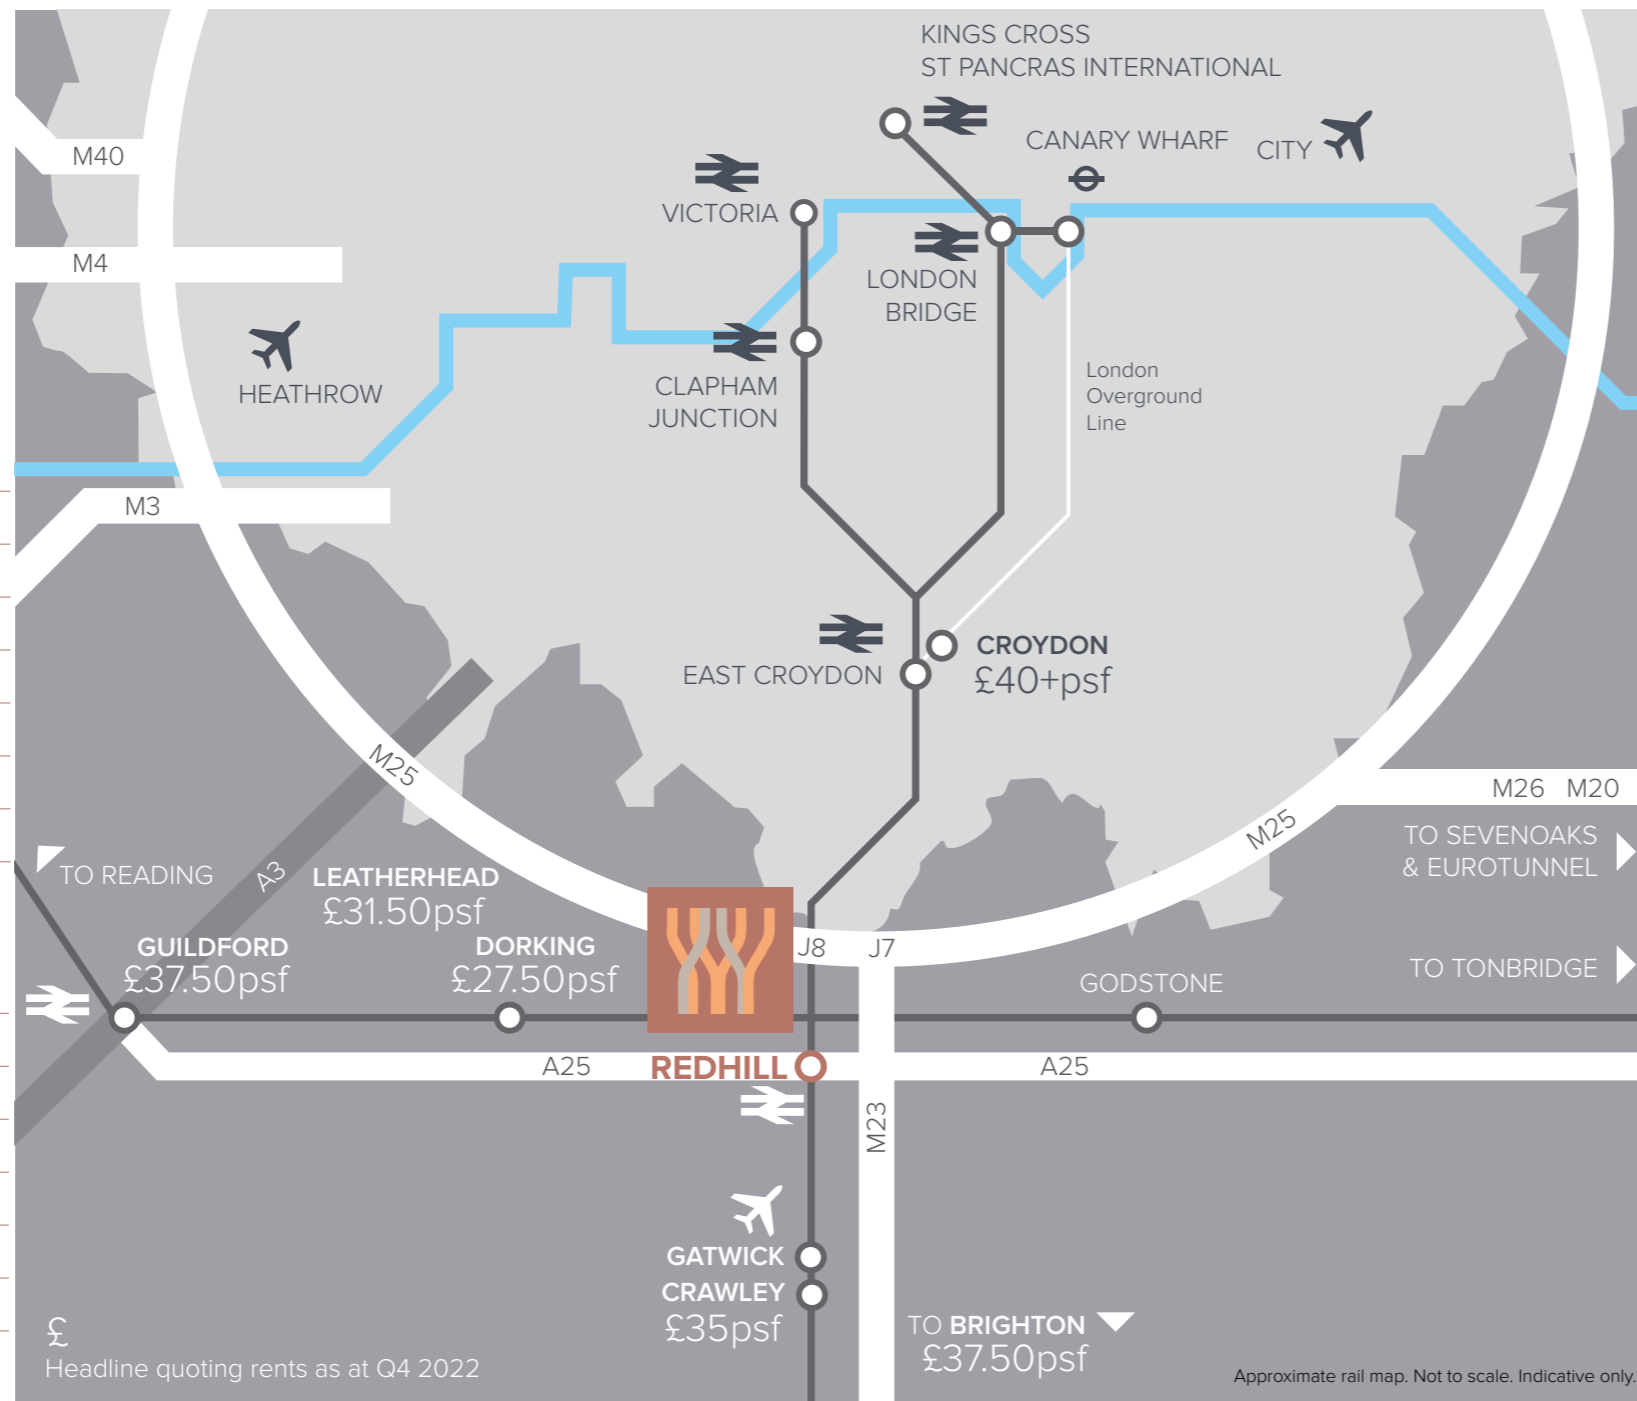 KINGS CROSS
ST PANCRAS INTERNATIONAL
CANARY WHARF
CITY
M40
VICTORIA
M4
LONDON
BRIDGE
HEATHROW
CLAPHAM
JUNCTION
London
Overground
Line
M3
CROYDON
£40+psf
EAST CROYDON
M25
M26 M20
M25
TO SEVENOAKS
& EUROTUNNEL
TO READING
A3
LEATHERHEAD
£31.50psf
GUILDFORD
£37.50psf
DORKING
£27.50psf
J8 J7
TO TONBRIDGE
GODSTONE
A25
REDHILL
A25
M23
GATWICK
CRAWLEY
£35psf
TO BRIGHTON
£37.50psf
£
Headline quoting rents as at Q4 2022
Approximate rail map. Not to scale. Indicative only.